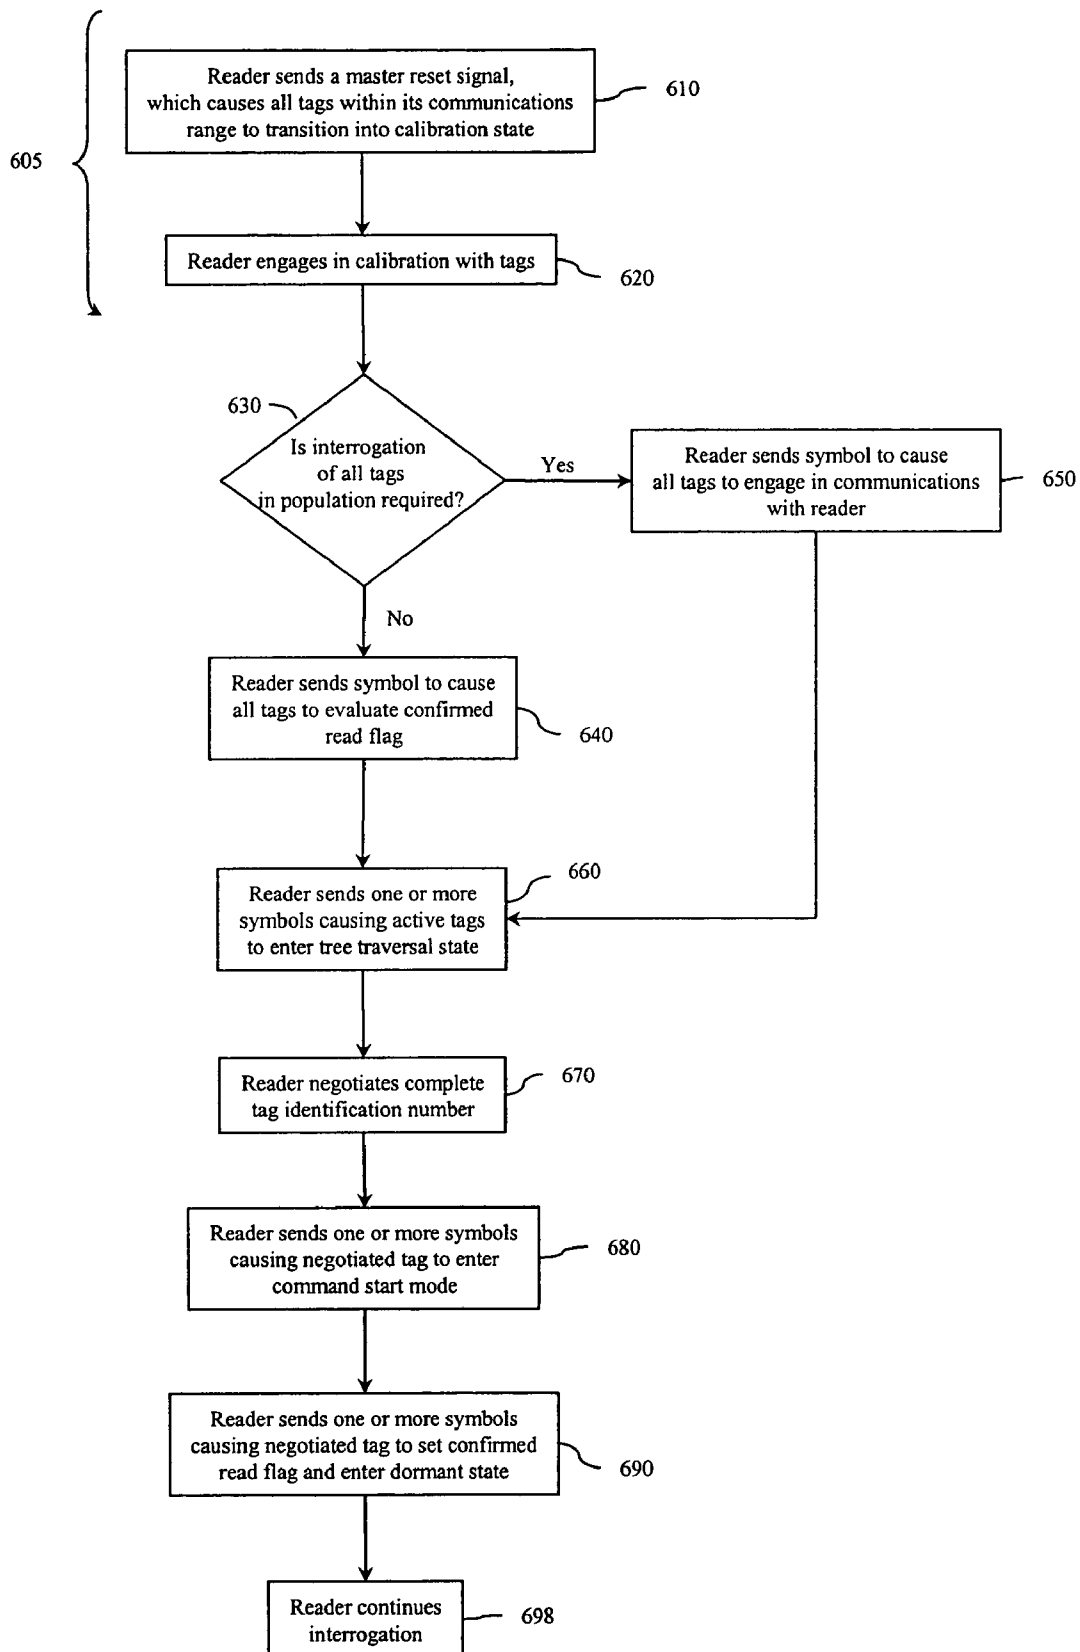 Reader sends a master reset signal,
which causes all tags within its communications
range to transition into calibration state
610
605
Reader engages in calibration with tags
620
630
Is interrogation
of all tags
in population required?
Yes
Reader sends symbol to cause
all tags to engage in communications
with reader
650
No
Reader sends symbol to cause
all tags to evaluate confirmed
read flag
640
660
Reader sends one or more
symbols causing active tags
to enter tree traversal state
670
Reader negotiates complete
tag identification number
Reader sends one or more symbols
causing negotiated tag to enter
command start mode
680
Reader sends one or more symbols
causing negotiated tag to set confirmed
read flag and enter dormant state
690
Reader continues
interrogation
698